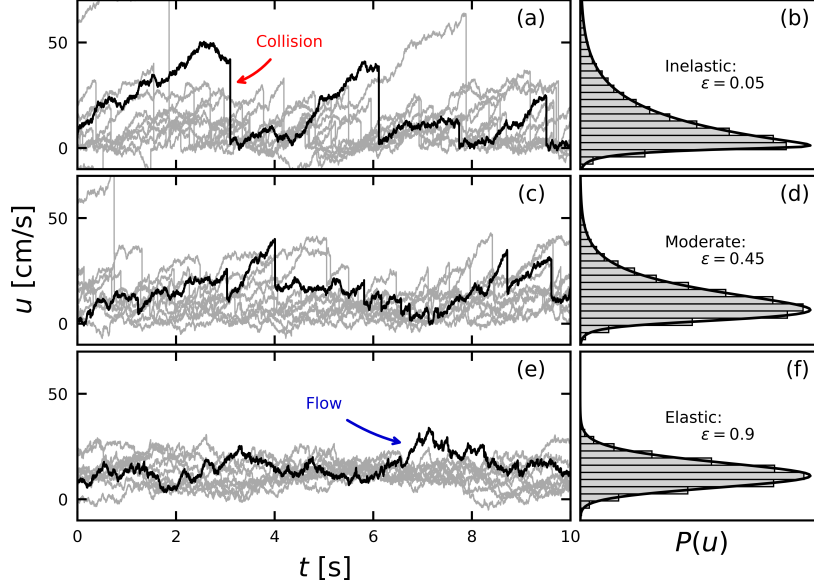 (a)
Collision
50
0
(b)
Inelastic:
ε = 0.05
(c)
50
0
(d)
Moderate:
ε = 0.45
u [cm/s]
(e)
Flow
50
0
(f)
Elastic:
ε = 0.9
0 2 4 6 8 10
t [s]
P(u)